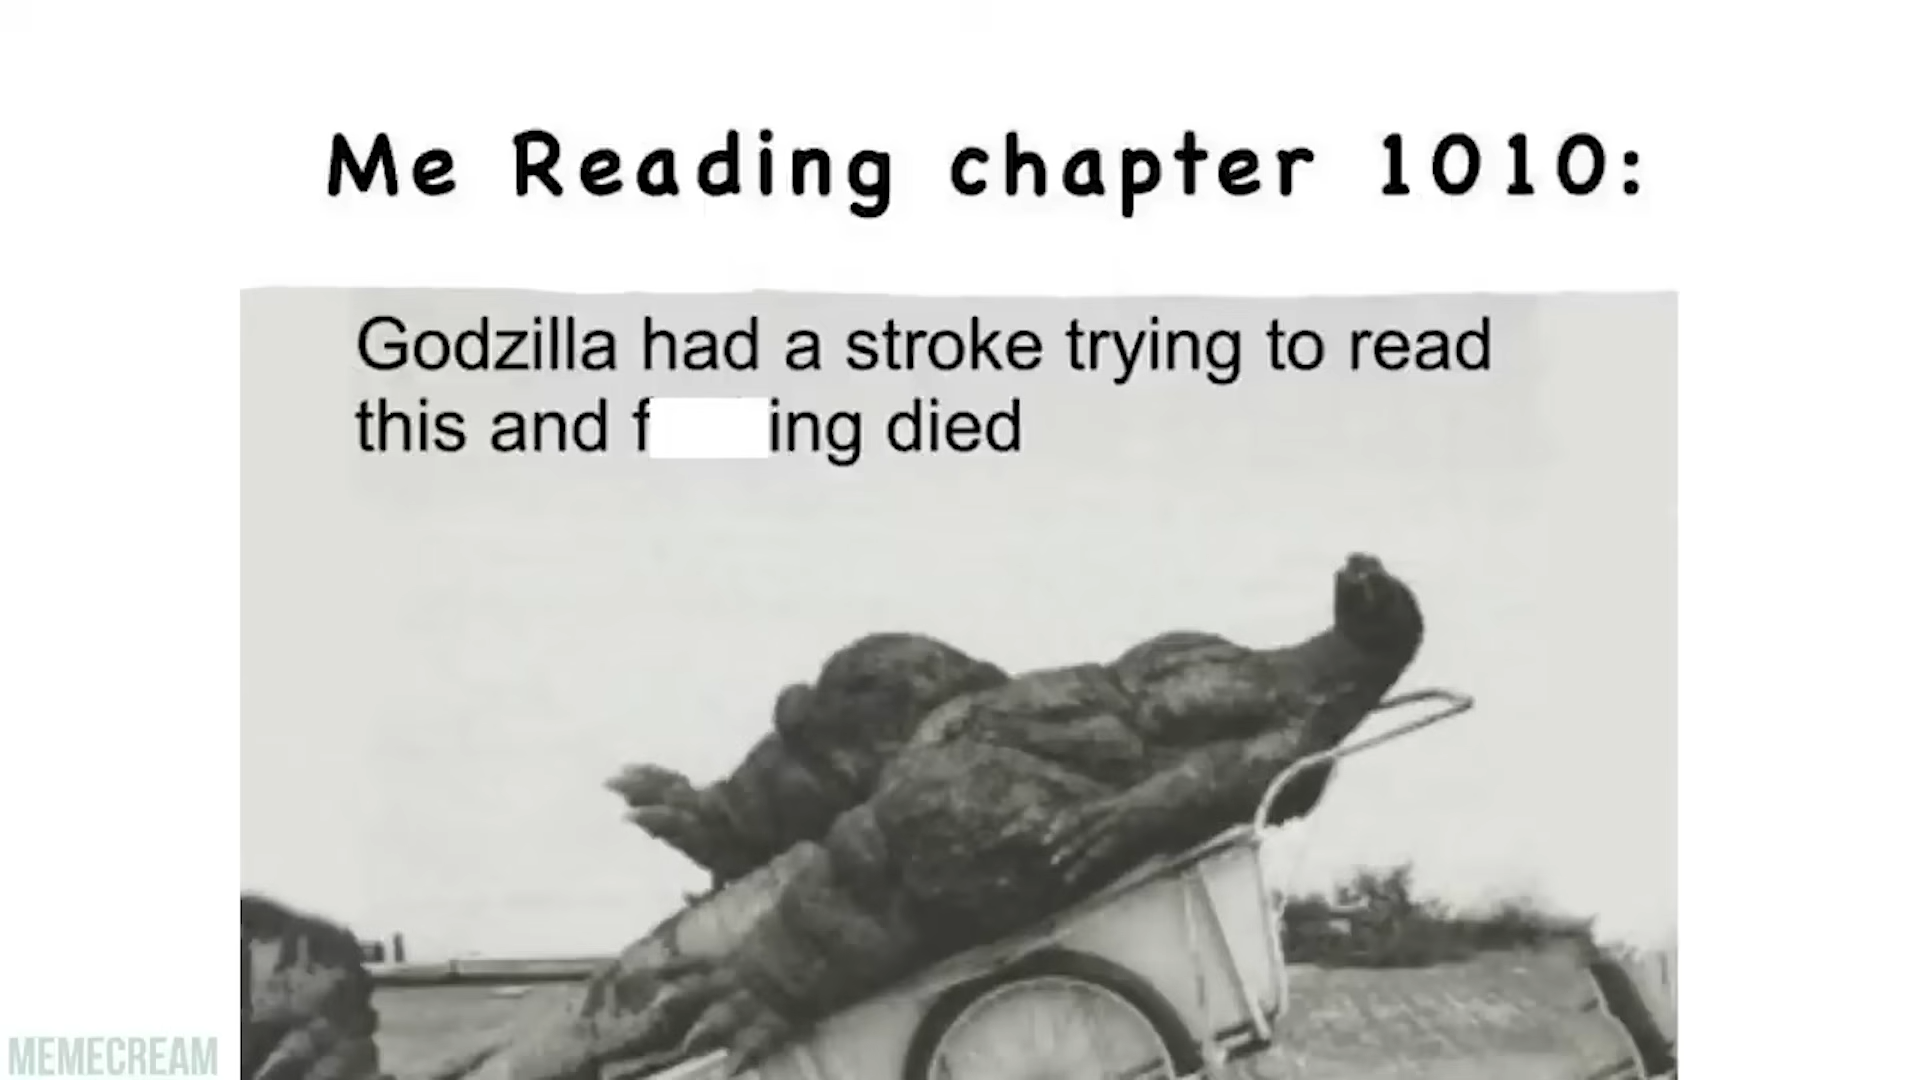 Me Reading chapter 1010:
Godzilla had a stroke trying to read
this and f ing died
MEMECREAM